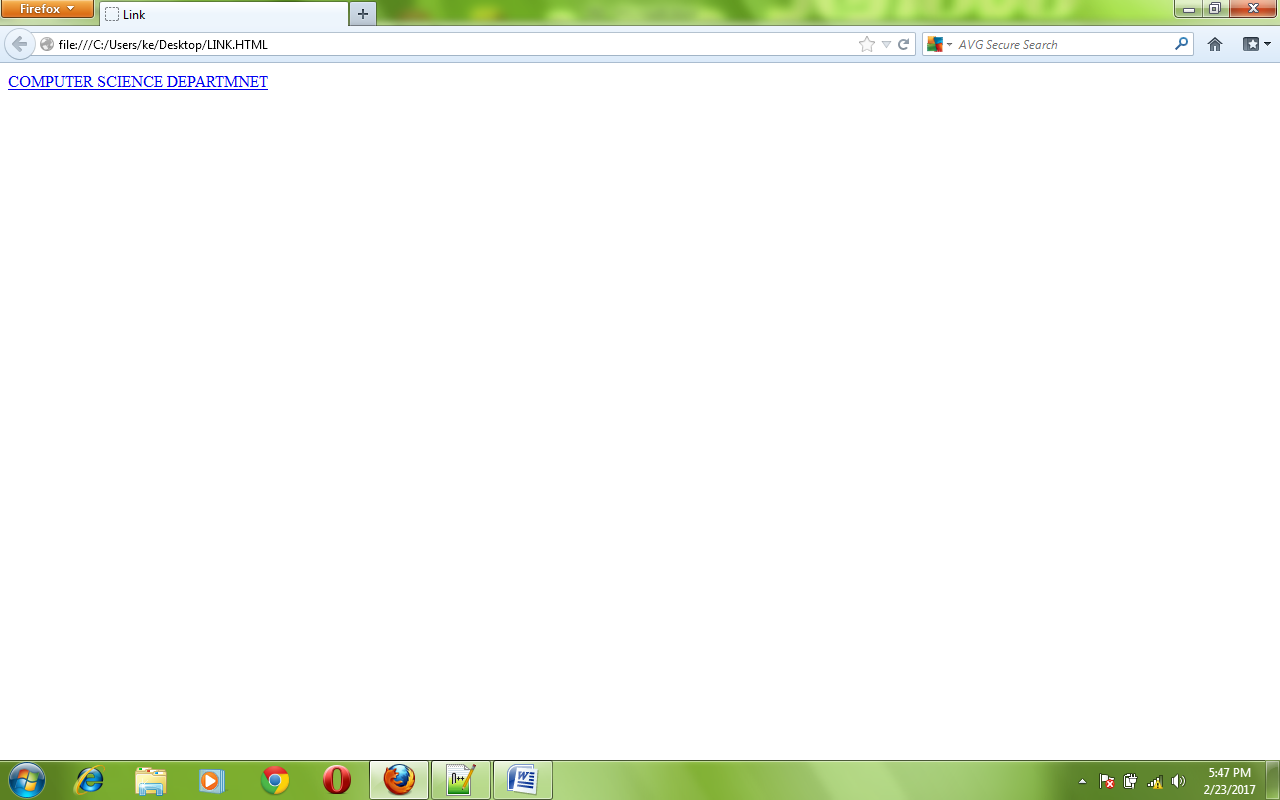 Firefox
Link
file:///C:/Users/ke/Desktop/LINK.HTML
AVG Secure Search
COMPUTER SCIENCE DEPARTMNET
5:47 PM
2/23/2017